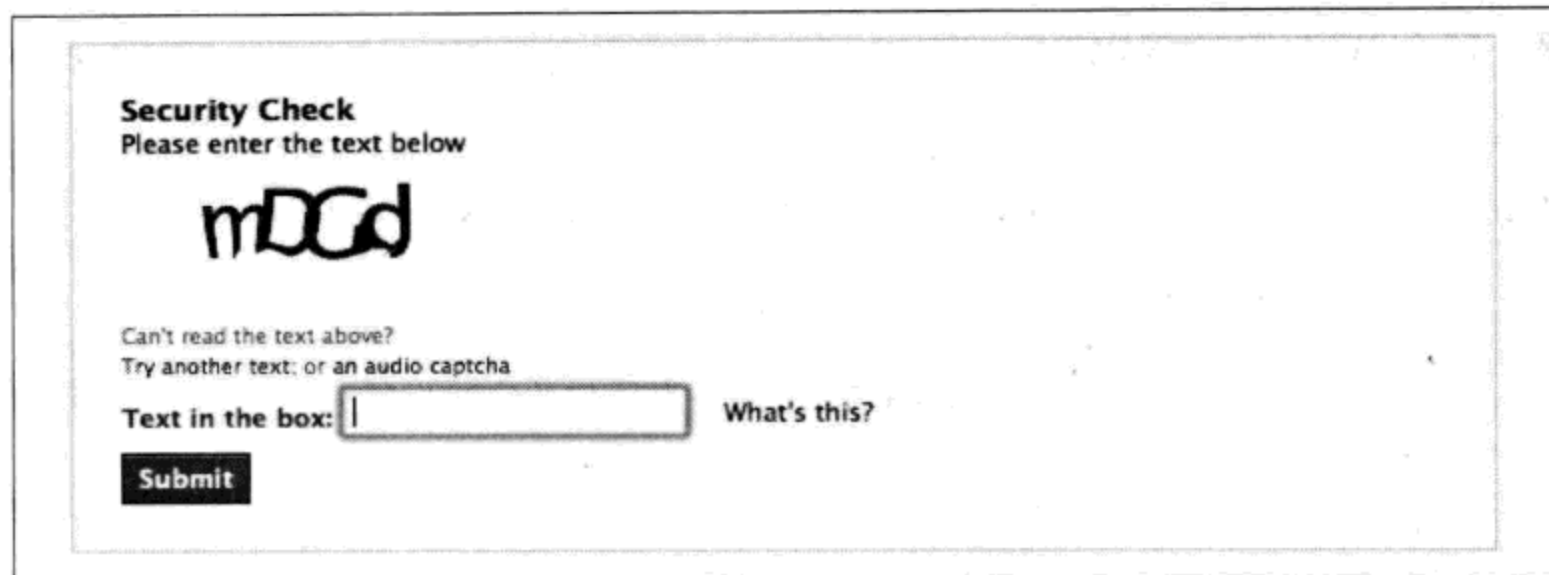 Security Check
Please enter the text below
Can't read the text above?
Try another text; or an audio captcha
Text in the box:
What's this?
Submit